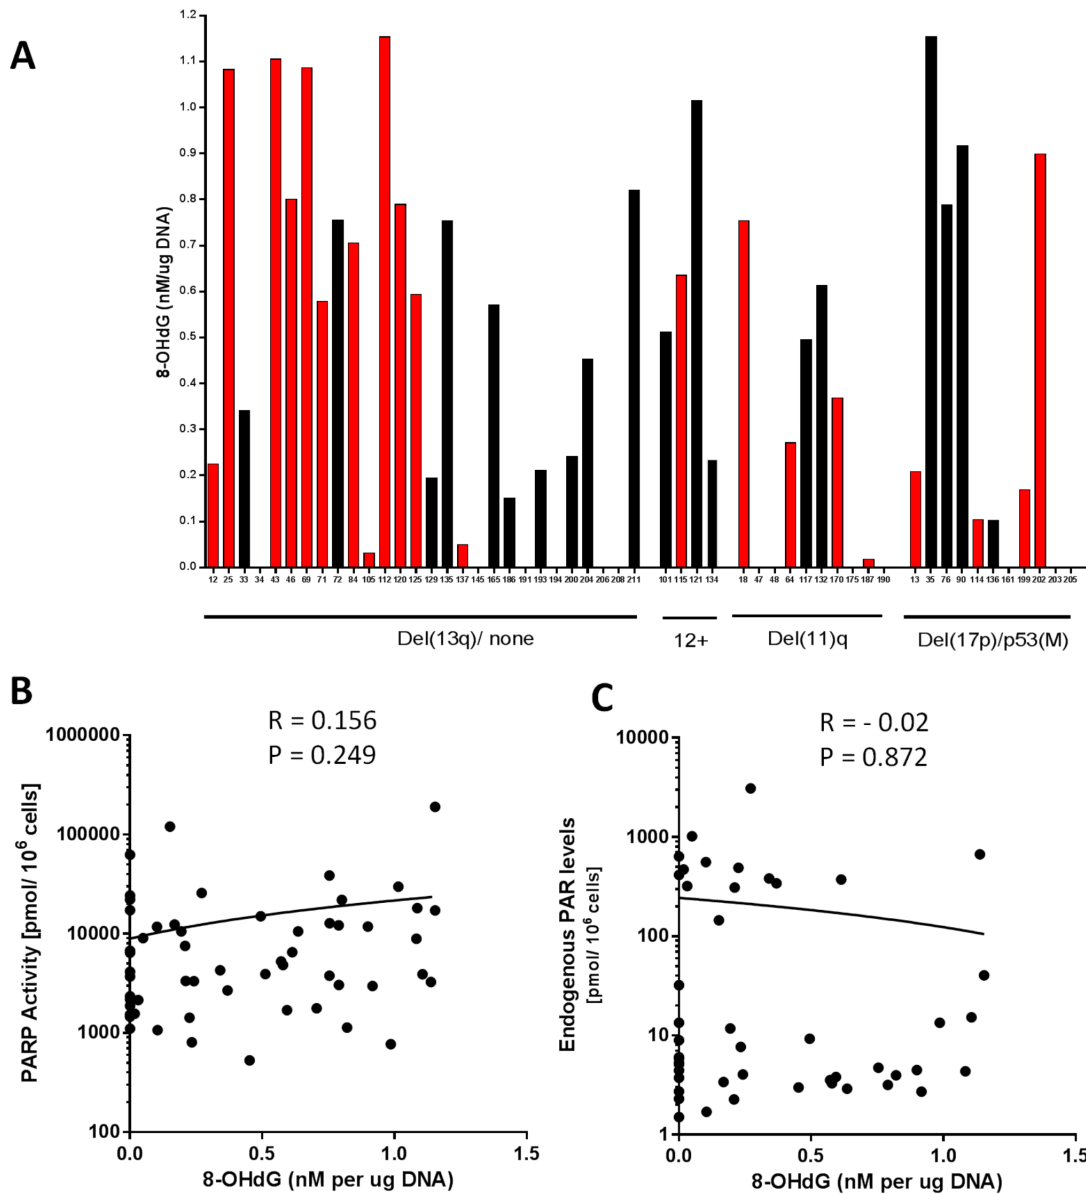 A
8-OHdG (nM/ug DNA)
1.2
1.1
1.0
0.9
0.8
0.7
0.6
0.5
0.4
0.3
0.2
0.1
0.0
12 25 33 34 43 46 69 71 72 84 105 112 120 125 129 135 137 145 165 186 191 193 194 200 204 206 208 211 101 115 121 134 18 47 48 64 117 132 170 175 187 190 13 35 76 90 114 136 161 199 202 203 205
Del(13q)/ none 12+ Del(11)q Del(17p)/p53(M)
B
R = 0.156
P = 0.249
PARP Activity [pmol/ 10⁶ cells]
1000000
100000
10000
1000
100
0.0 0.5 1.0 1.5
8-OHdG (nM per ug DNA)
C
R = - 0.02
P = 0.872
Endogenous PAR levels
[pmol/ 10⁶ cells]
10000
1000
100
10
1
0.0 0.5 1.0 1.5
8-OHdG (nM per ug DNA)